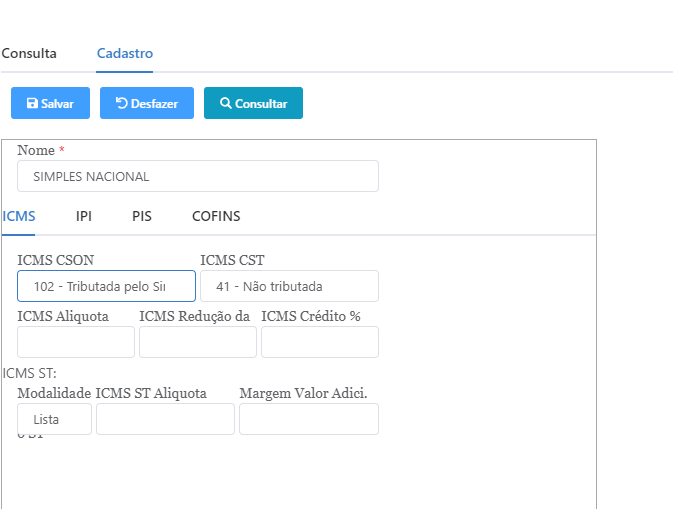 Consulta Cadastro
Salvar Desfazer Consultar
Nome *
SIMPLES NACIONAL
ICMS IPI PIS COFINS
ICMS CSON ICMS CST
102 - Tributada pelo 41 - Não tributada
ICMS Aliquota ICMS Redução da ICMS Crédito %
ICMS ST:
Modalidade ICMS ST Aliquota Margem Valor Adici.
Lista